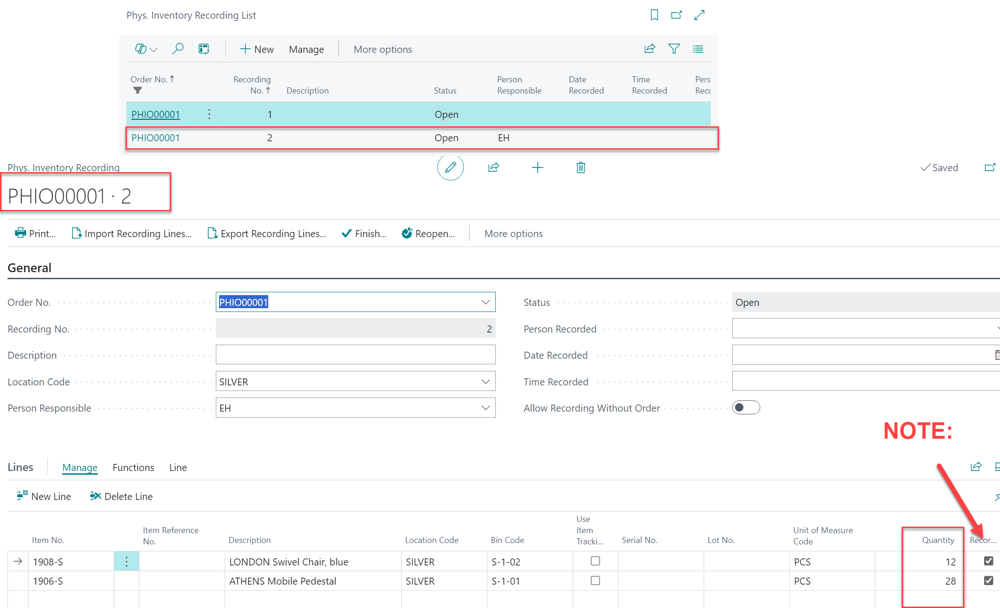 Phys. Inventory Recording List
New Manage More options
Order No. Recording No. Description Status Person Responsible Date Recorded Time Recorded Pers Recc
PHIO00001 1 Open
PHIO00001 2 Open EH
Phys. Inventory Recording
Saved
PHIO00001 · 2
Print... Import Recording Lines... Export Recording Lines... Finish... Reopen... More options
General
Order No. PHIO00001 Status Open
Recording No. 2 Person Recorded
Description Date Recorded
Location Code SILVER Time Recorded
Person Responsible EH Allow Recording Without Order
NOTE:
Lines Manage Functions Line
New Line Delete Line
Item No. Item Reference No. Description Location Code Bin Code Use Item Tracki... Serial No. Lot No. Unit of Measure Code Quantity Recor...
1908-S LONDON Swivel Chair, blue SILVER S-1-02 PCS 12
1906-S ATHENS Mobile Pedestal SILVER S-1-01 PCS 28